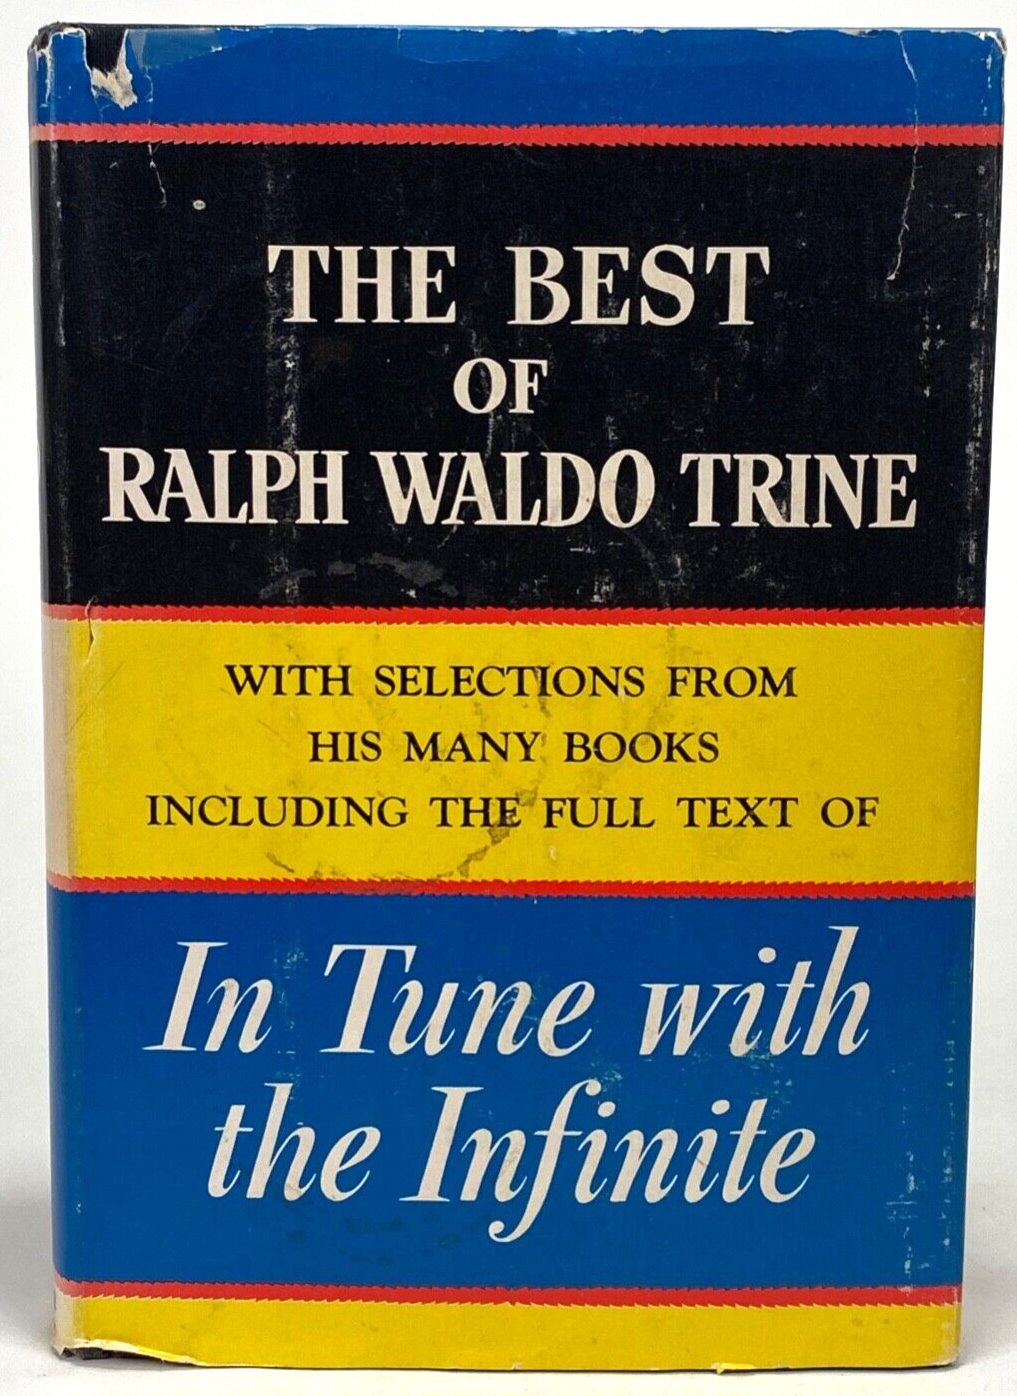 THE BEST
OF
RALPH WALDO TRINE
WITH SELECTIONS FROM
HIS MANY BOOKS
INCLUDING THE FULL TEXT OF
In Tune with
the Infinite